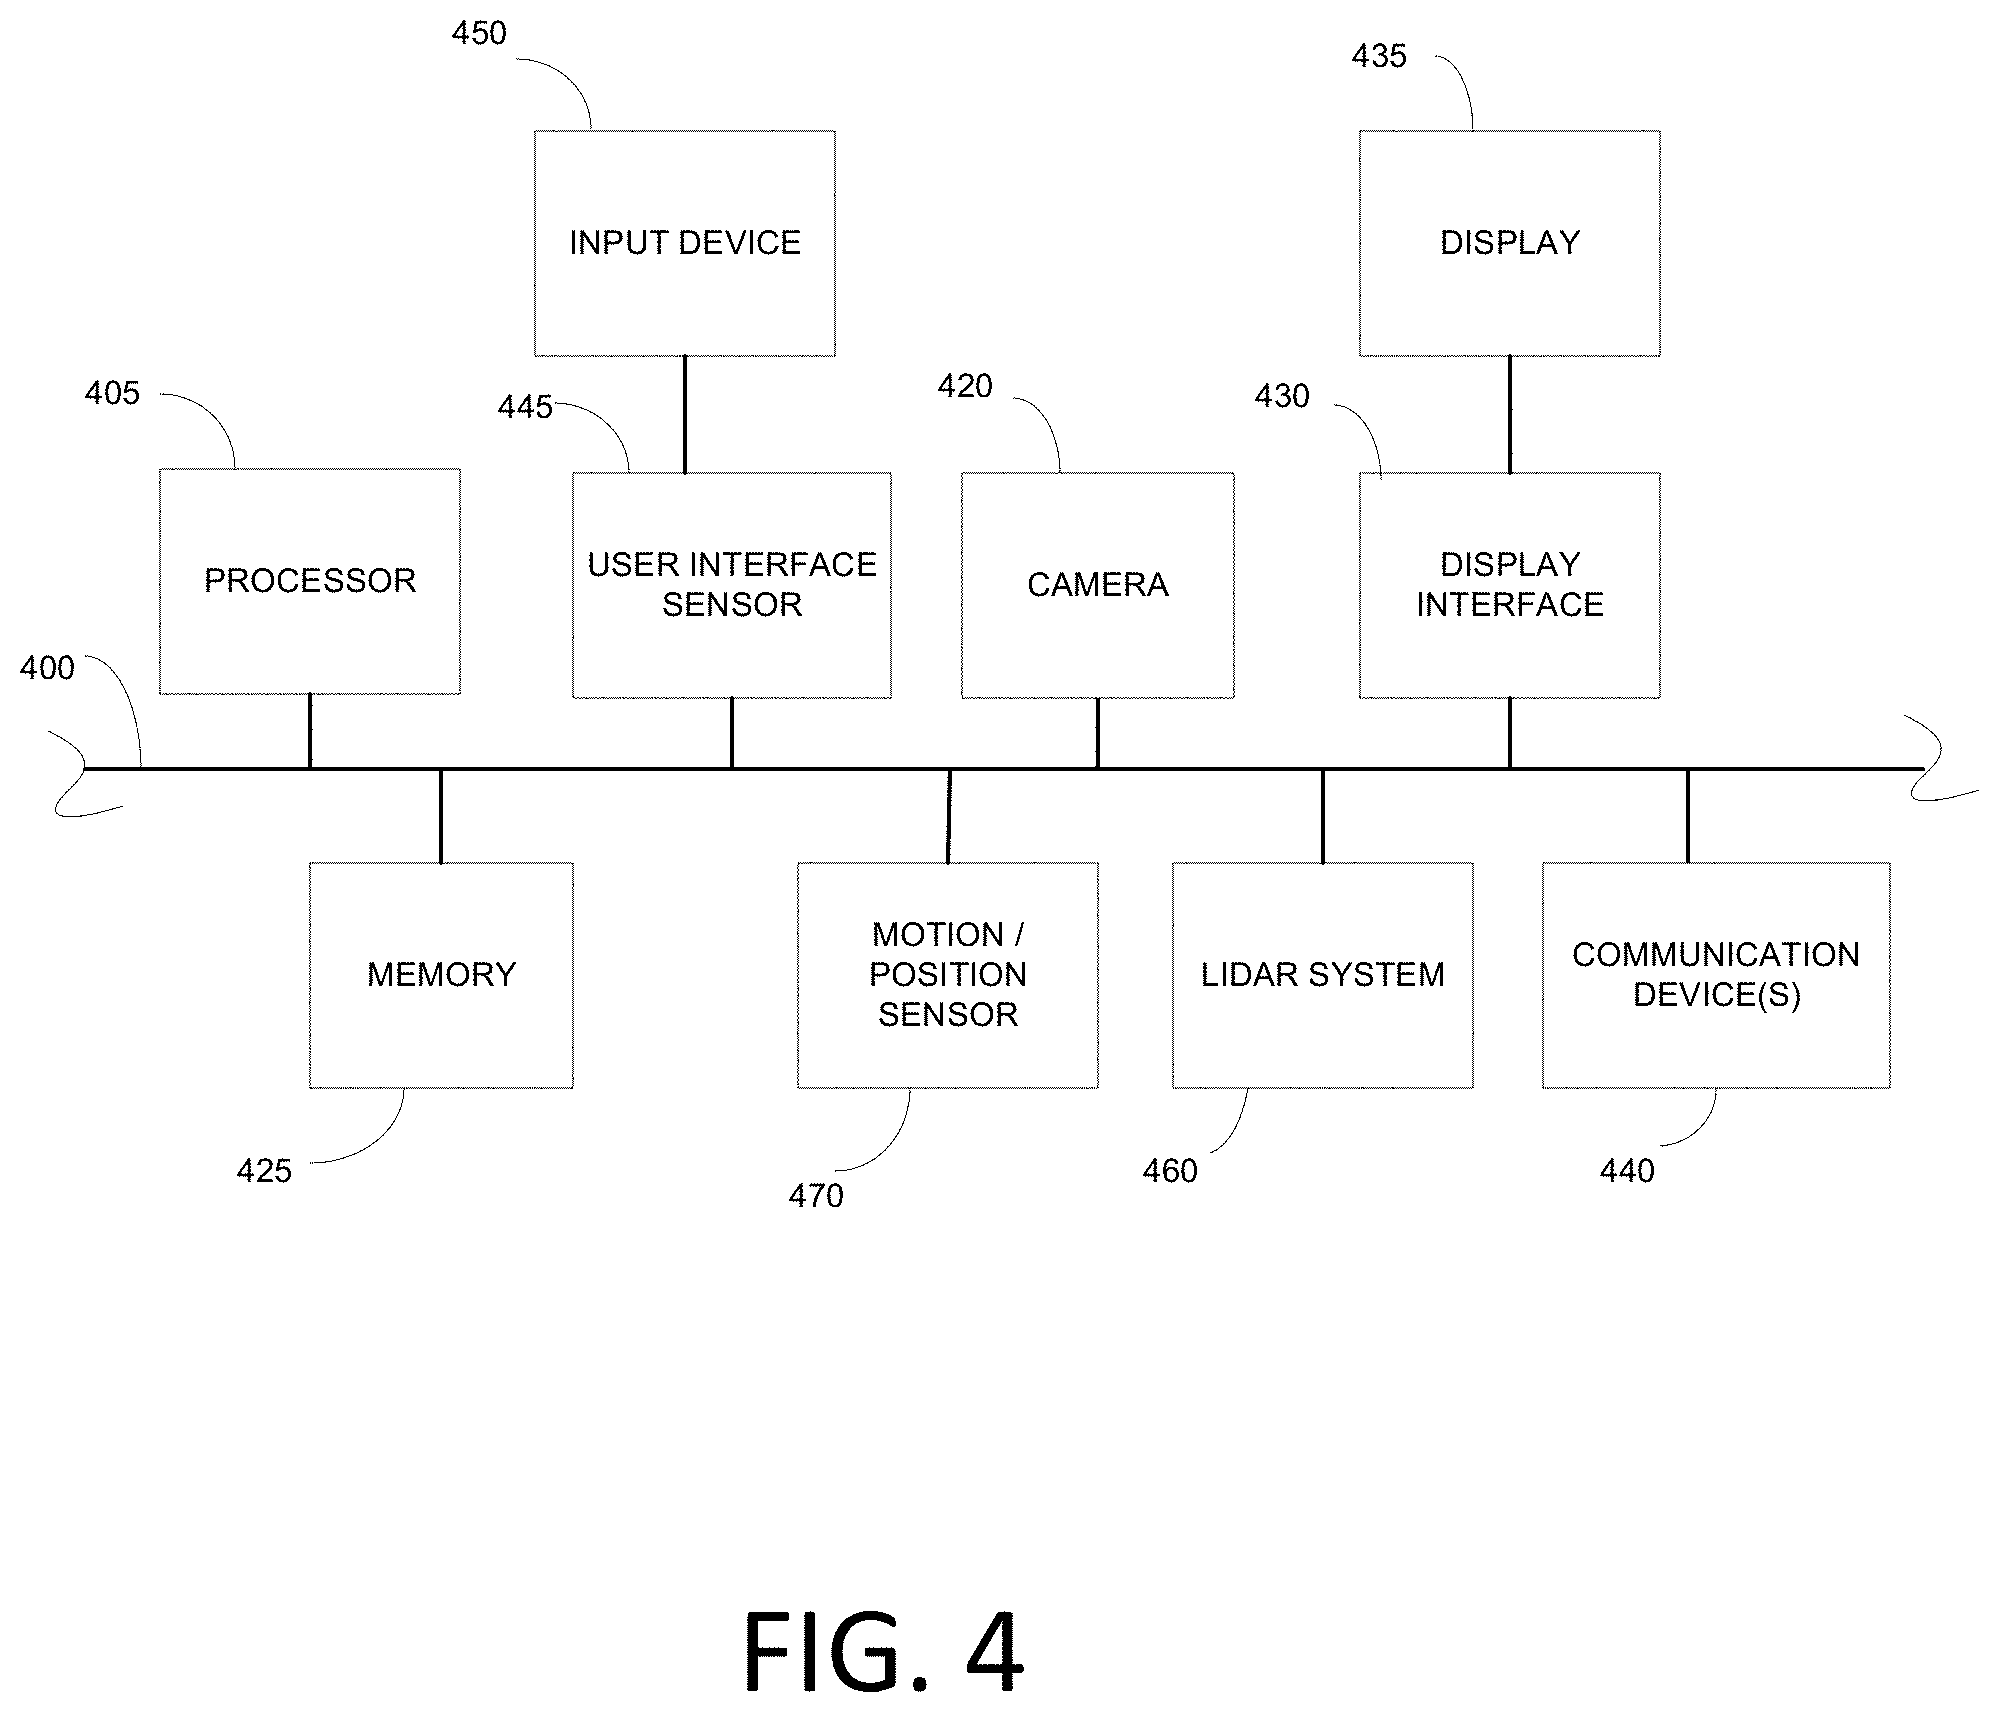 450
435
INPUT DEVICE
DISPLAY
405
445
420
430
PROCESSOR
USER INTERFACE
SENSOR
CAMERA
DISPLAY
INTERFACE
400
MEMORY
MOTION /
POSITION
SENSOR
LIDAR SYSTEM
COMMUNICATION
DEVICE(S)
425
470
460
440
FIG. 4